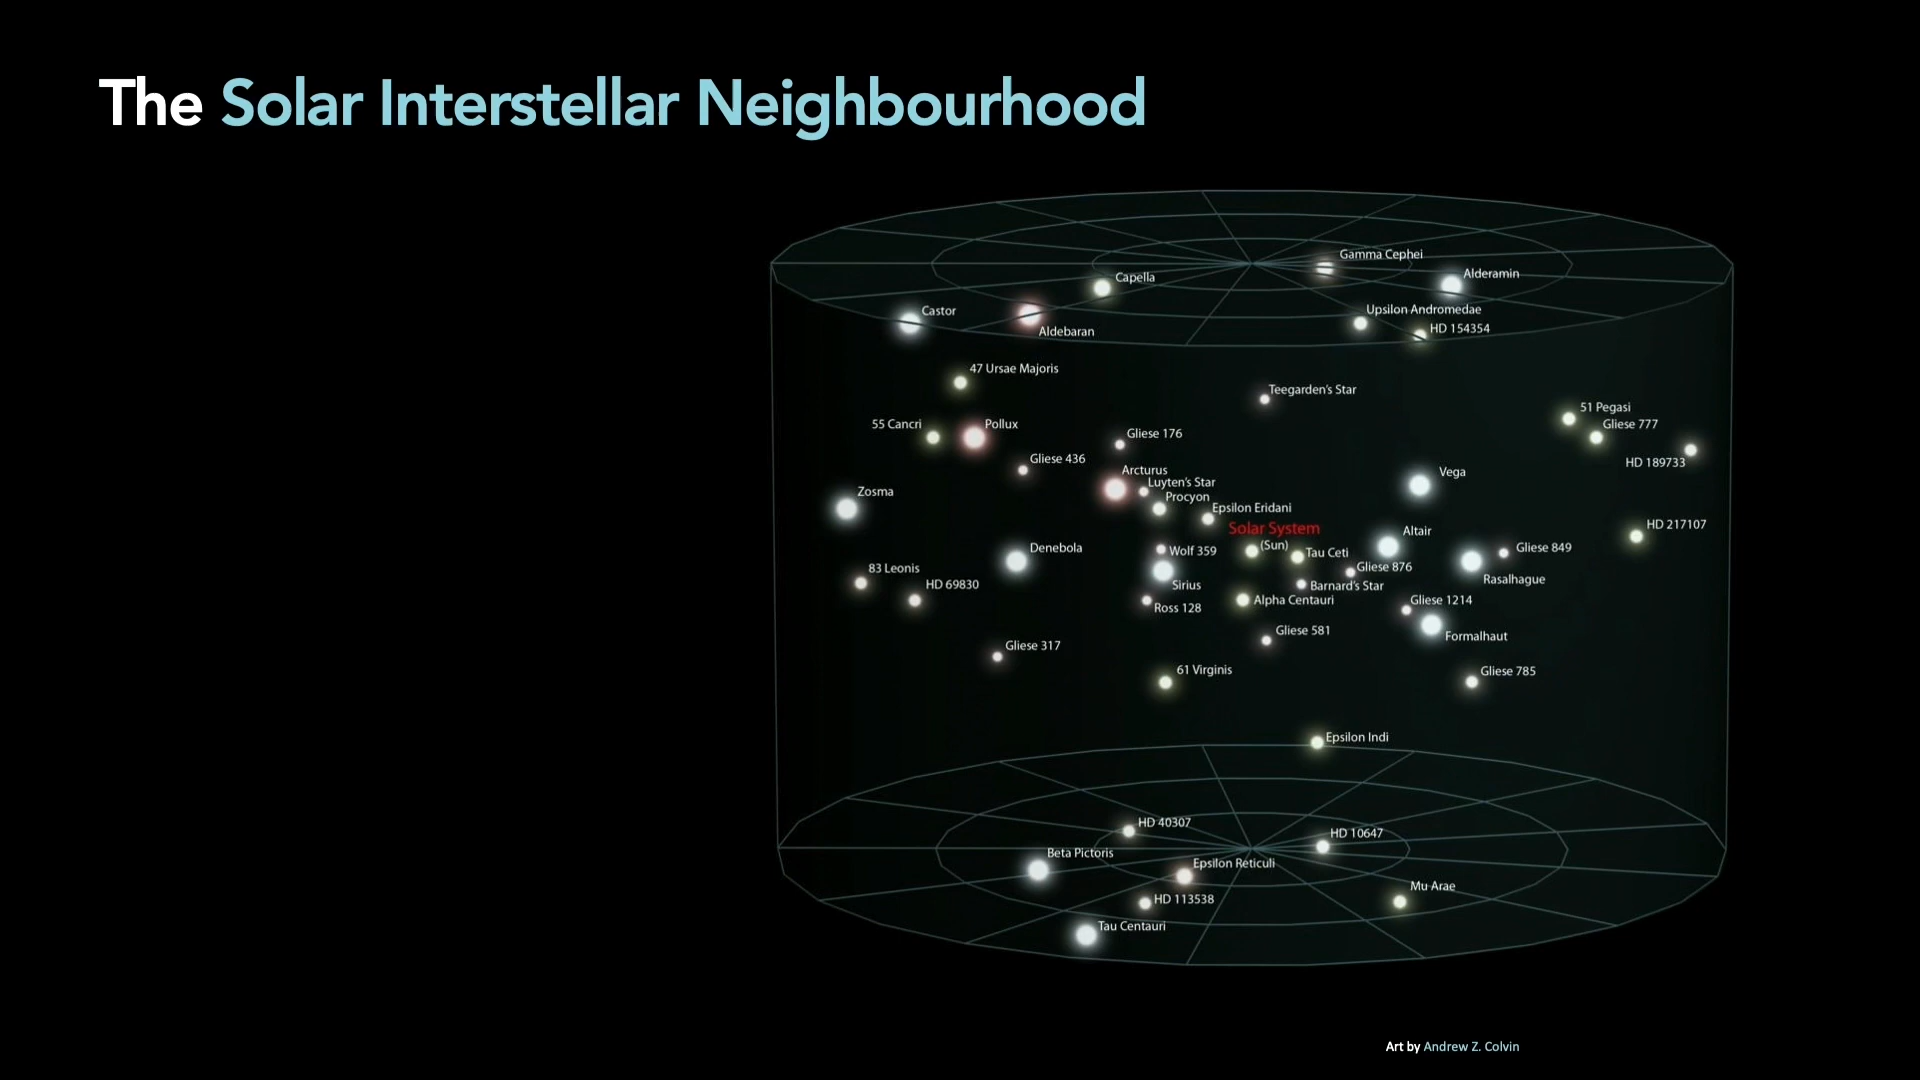 The Solar Interstellar Neighbourhood
Gamma Cephei
Alderamin
Capella
Castor
Upsilon Andromedae
HD 154354
Aldebaran
47 Ursae Majoris
Teegarden's Star
51 Pegasi
55 Cancri
Pollux
Gliese 777
Gliese 176
Gliese 436
HD 189733
Arcturus
Vega
Luyten's Star
Zosma
Procyon
Epsilon Eridani
HD 217107
Solar System
Altair
(Sun)
Denebola
Wolf 359
Tau Ceti
Gliese 849
83 Leonis
Gliese 876
HD 69830
Sirius
Barnard's Star
Rasalhague
Ross 128
Alpha Centauri
Gliese 1214
Gliese 581
Formalhaut
Gliese 317
61 Virginis
Gliese 785
Epsilon Indi
HD 40307
HD 10647
Beta Pictoris
Epsilon Reticuli
Mu Arae
HD 113538
Tau Centauri
Art by Andrew Z. Colvin